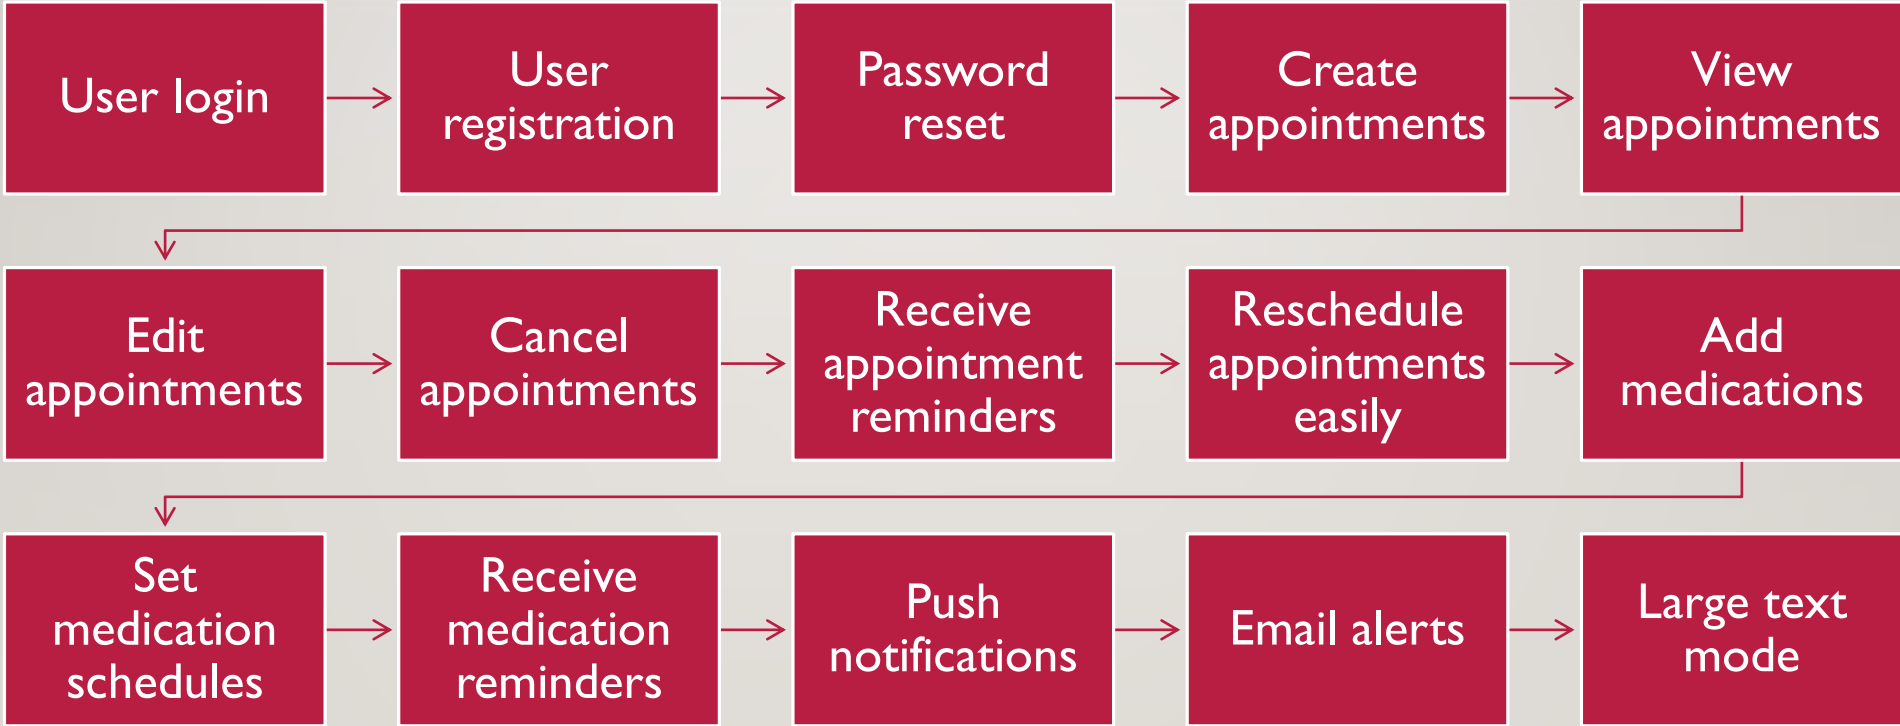 User login
User
registration
Password
reset
Create
appointments
View
appointments
Edit
appointments
Cancel
appointments
Receive
appointment
reminders
Reschedule
appointments
easily
Add
medications
Set
medication
schedules
Receive
medication
reminders
Push
notifications
Email alerts
Large text
mode